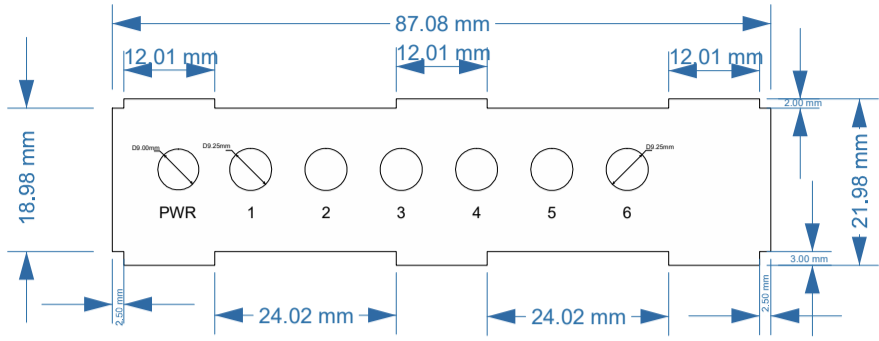 87.08 mm
12.01 mm
12.01 mm
12.01 mm
2.00 mm
D9.00mm
D9.25mm
D9.25mm
18.98 mm
21.98 mm
PWR
1
2
3
4
5
6
3.00 mm
2.50 mm
2.50 mm
24.02 mm
24.02 mm